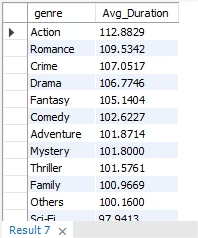 genre Avg_Duration
Action 112.8829
Romance 109.5342
Crime 107.0517
Drama 106.7746
Fantasy 105.1404
Comedy 102.6227
Adventure 101.8714
Mystery 101.8000
Thriller 101.5761
Family 100.9669
Others 100.1600
Sci-Fi 97.9413
Result 7 ×